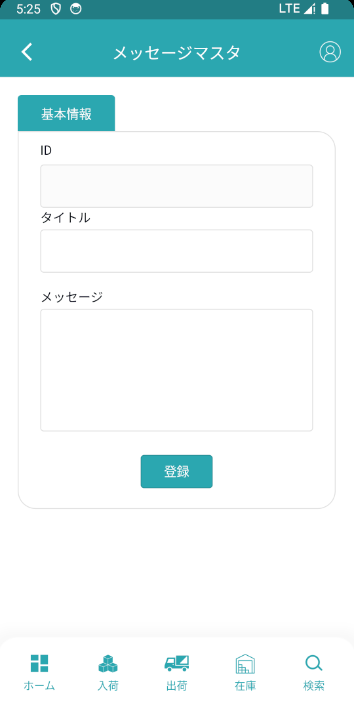 5:25 LTE
メッセージマスタ
基本情報
ID
タイトル
メッセージ
登録
ホーム 入荷 出荷 在庫 検索